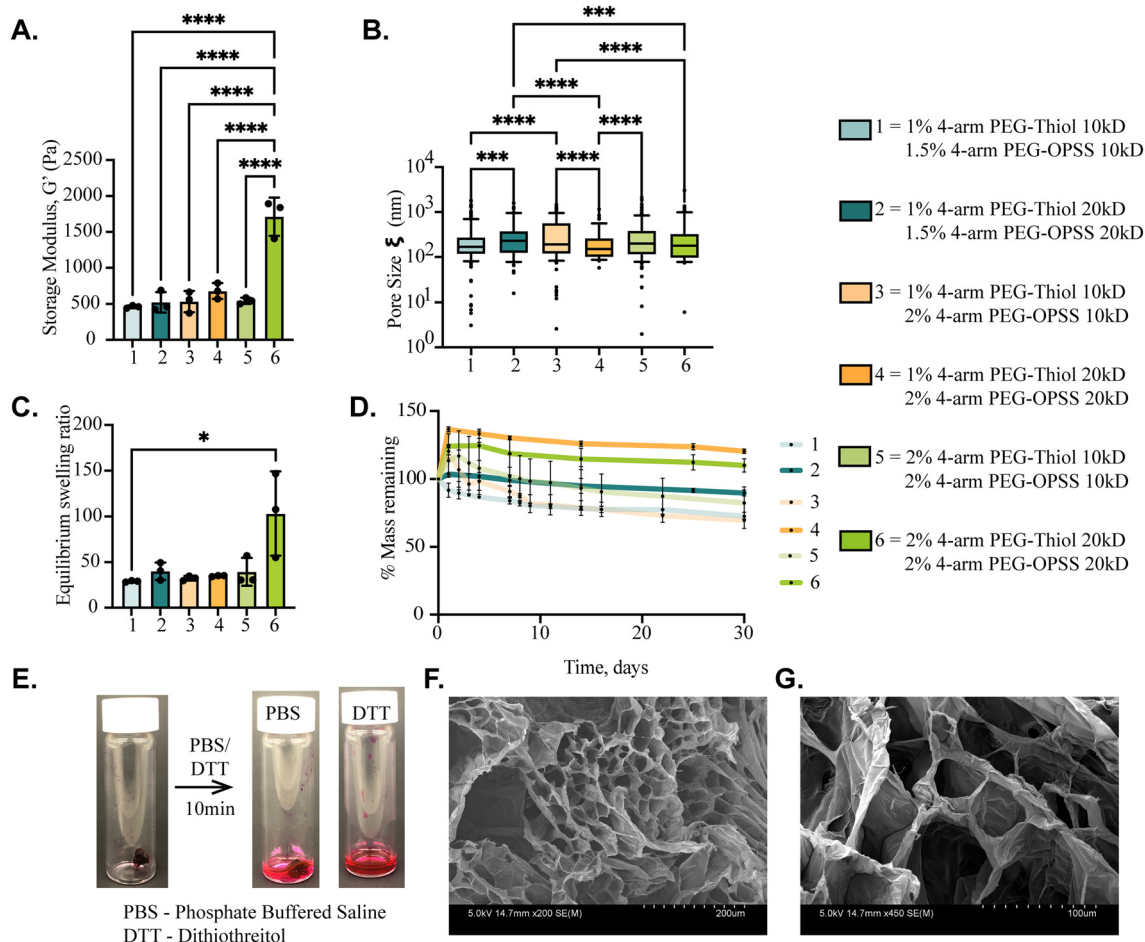 A.
****
****
****
****
****
Storage Modulus, G' (Pa)
2500
2000
1500
1000
500
0
1 2 3 4 5 6
B.
***
****
****
**** ****
*** ****
Pore Size ξ (nm)
10⁴
10³
10²
10¹
10⁰
1 2 3 4 5 6
1 = 1% 4-arm PEG-Thiol 10kD
1.5% 4-arm PEG-OPSS 10kD
2 = 1% 4-arm PEG-Thiol 20kD
1.5% 4-arm PEG-OPSS 20kD
3 = 1% 4-arm PEG-Thiol 10kD
2% 4-arm PEG-OPSS 10kD
4 = 1% 4-arm PEG-Thiol 20kD
2% 4-arm PEG-OPSS 20kD
5 = 2% 4-arm PEG-Thiol 10kD
2% 4-arm PEG-OPSS 10kD
6 = 2% 4-arm PEG-Thiol 20kD
2% 4-arm PEG-OPSS 20kD
C.
*
Equilibrium swelling ratio
200
150
100
50
0
1 2 3 4 5 6
D.
% Mass remaining
150
100
50
0
0 10 20 30
Time, days
1
2
3
4
5
6
E.
PBS/
DTT
10min
PBS
DTT
PBS - Phosphate Buffered Saline
DTT - Dithiothreitol
F.
5.0kV 14.7mm x200 SE(M)
200um
G.
5.0kV 14.7mm x450 SE(M)
100um